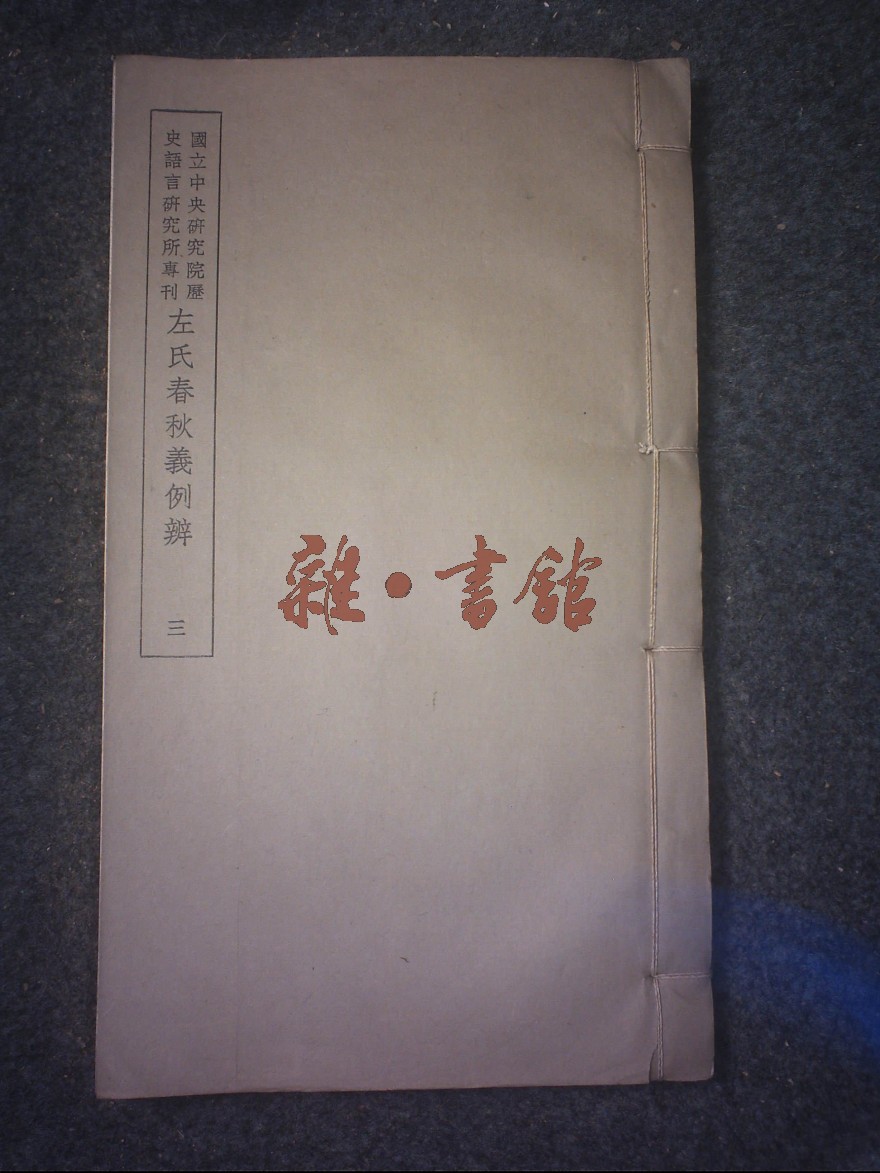 國立中央研究院歷
史語言研究所專刊
左氏春秋義例辨
三
雜·書館